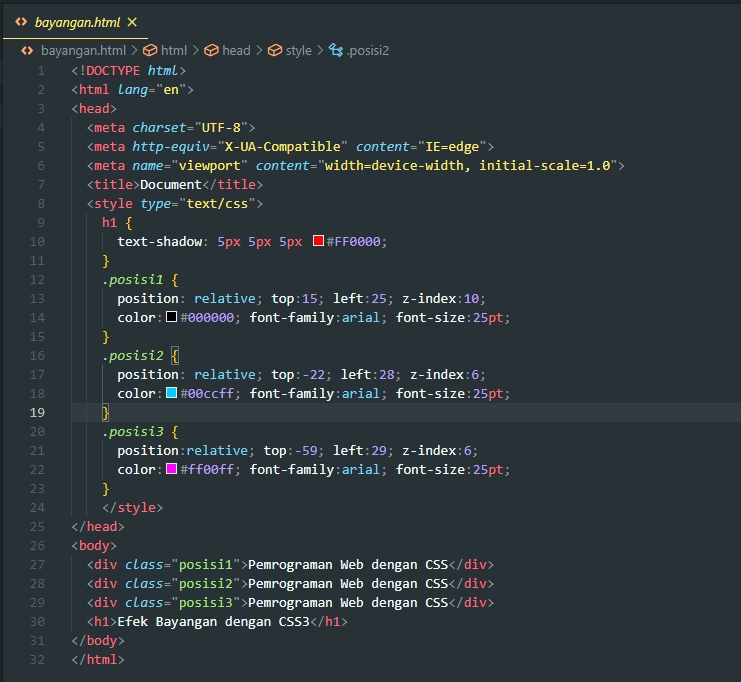 bayangan.html
bayangan.html > html > head > style > .posisi2
1 <!DOCTYPE html>
2 <html lang="en">
3 <head>
4 <meta charset="UTF-8">
5 <meta http-equiv="X-UA-Compatible" content="IE=edge">
6 <meta name="viewport" content="width=device-width, initial-scale=1.0">
7 <title>Document</title>
8 <style type="text/css">
9 h1 {
10 text-shadow: 5px 5px 5px #FF0000;
11 }
12 .posisi1 {
13 position: relative; top:15; left:25; z-index:10;
14 color:#000000; font-family:arial; font-size:25pt;
15 }
16 .posisi2 {
17 position: relative; top:-22; left:28; z-index:6;
18 color:#00ccff; font-family:arial; font-size:25pt;
19 }
20 .posisi3 {
21 position:relative; top:-59; left:29; z-index:6;
22 color:#ff00ff; font-family:arial; font-size:25pt;
23 }
24 </style>
25 </head>
26 <body>
27 <div class="posisi1">Pemrograman Web dengan CSS</div>
28 <div class="posisi2">Pemrograman Web dengan CSS</div>
29 <div class="posisi3">Pemrograman Web dengan CSS</div>
30 <h1>Efek Bayangan dengan CSS3</h1>
31 </body>
32 </html>